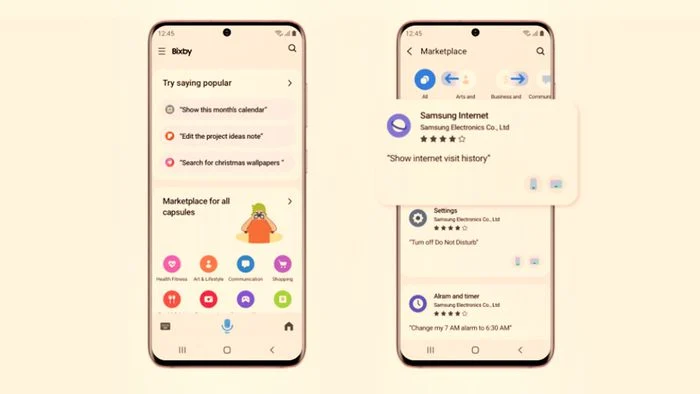 12:45
Bixby
Try saying popular
"Show this month's calendar"
"Edit the project ideas note"
"Search for christmas wallpapers "
Marketplace for all
capsules
Health Fitness Art & Lifestyle Communication Shopping
12:45
Marketplace
All Arts and Business and Commun
Samsung Internet
Samsung Electronics Co., Ltd
"Show internet visit history"
Settings
Samsung Electronics Co., Ltd
"Turn off Do Not Disturb"
Alram and timer
Samsung Electronics Co., Ltd
"Change my 7 AM alarm to 6:30 AM"